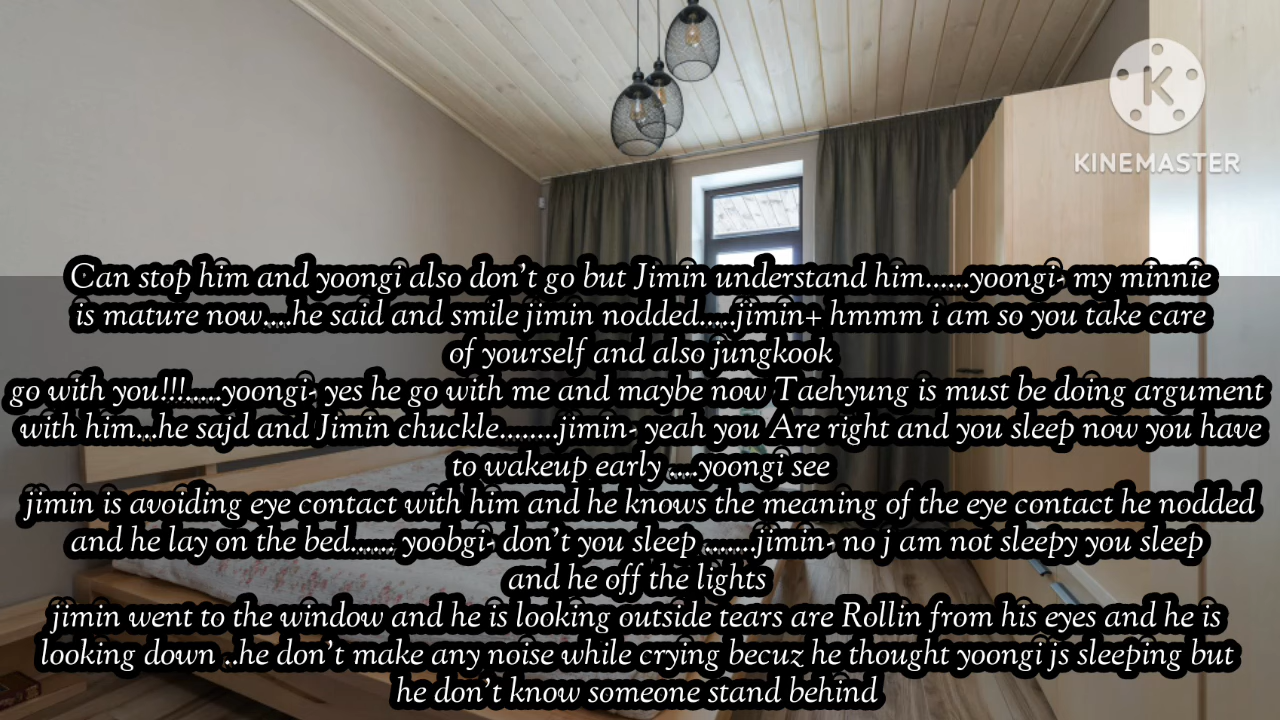 K
KINEMASTER
Can stop him and yoongi also don't go but Jimin understand him......yoongi- my minnie
is mature now.....he said and smile jimin nodded.....jimin+ hmmm i am so you take care
of yourself and also jungkook
go with you!!!......yoongi- yes he go with me and maybe now Taehyung is must be doing argument
with him...he sajd and Jimin chuckle........jimin- yeah you Are right and you sleep now you have
to wakeup early .....yoongi see
jimin is avoiding eye contact with him and he knows the meaning of the eye contact he nodded
and he lay on the bed...... yoobgi- don't you sleep .......jimin- no j am not sleepy you sleep
and he off the lights
jimin went to the window and he is looking outside tears are Rollin from his eyes and he is
looking down ..he don't make any noise while crying becuz he thought yoongi js sleeping but
he don't know someone stand behind